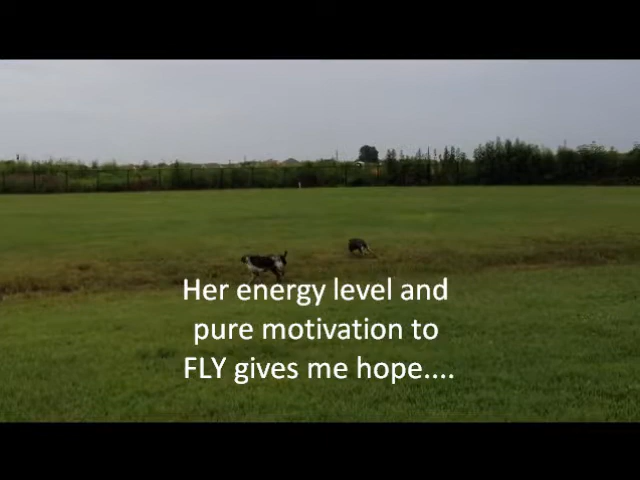 Her energy level and
pure motivation to
FLY gives me hope....